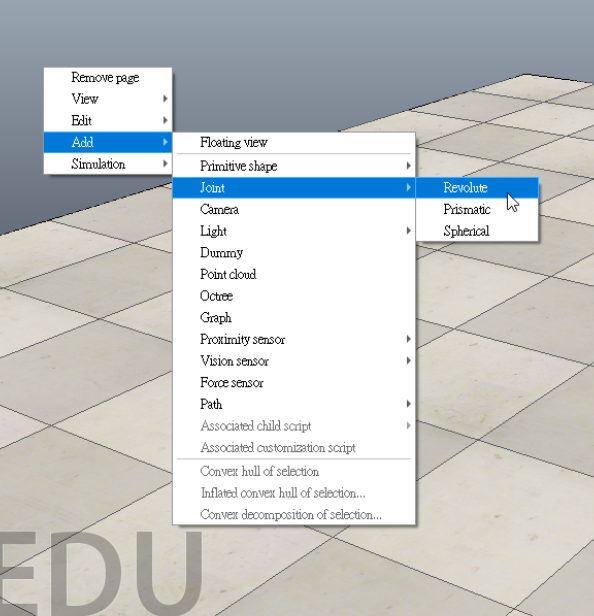 Remove page
View
Edit
Add
Simulation
Floating view
Primitive shape
Joint
Camera
Light
Dummy
Point cloud
Octree
Graph
Proximity sensor
Vision sensor
Force sensor
Path
Associated child script
Associated customization script
Convex hull of selection
Inflated convex hull of selection...
Convex decomposition of selection...
Revolute
Prismatic
Spherical
EDU